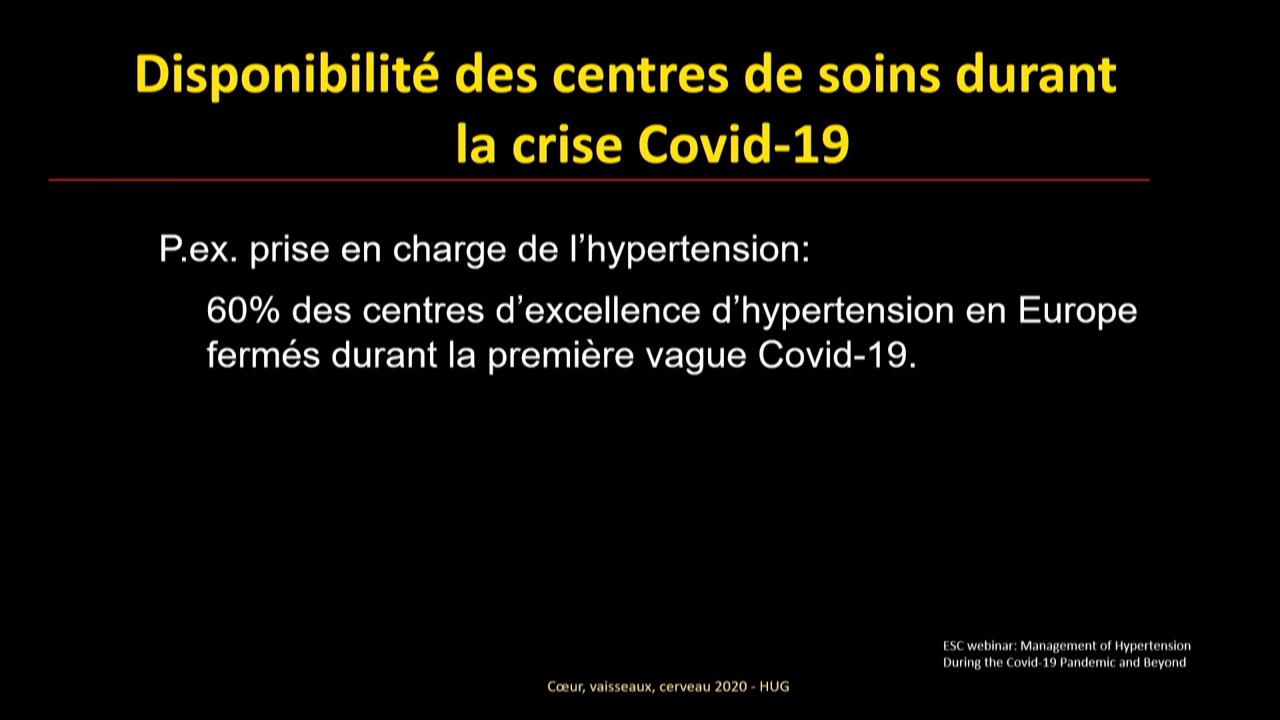 Disponibilité des centres de soins durant
la crise Covid-19
P.ex. prise en charge de l’hypertension:
60% des centres d’excellence d’hypertension en Europe
fermés durant la première vague Covid-19.
ESC webinar: Management of Hypertension
During the Covid-19 Pandemic and Beyond
Cœur, vaisseaux, cerveau 2020 - HUG